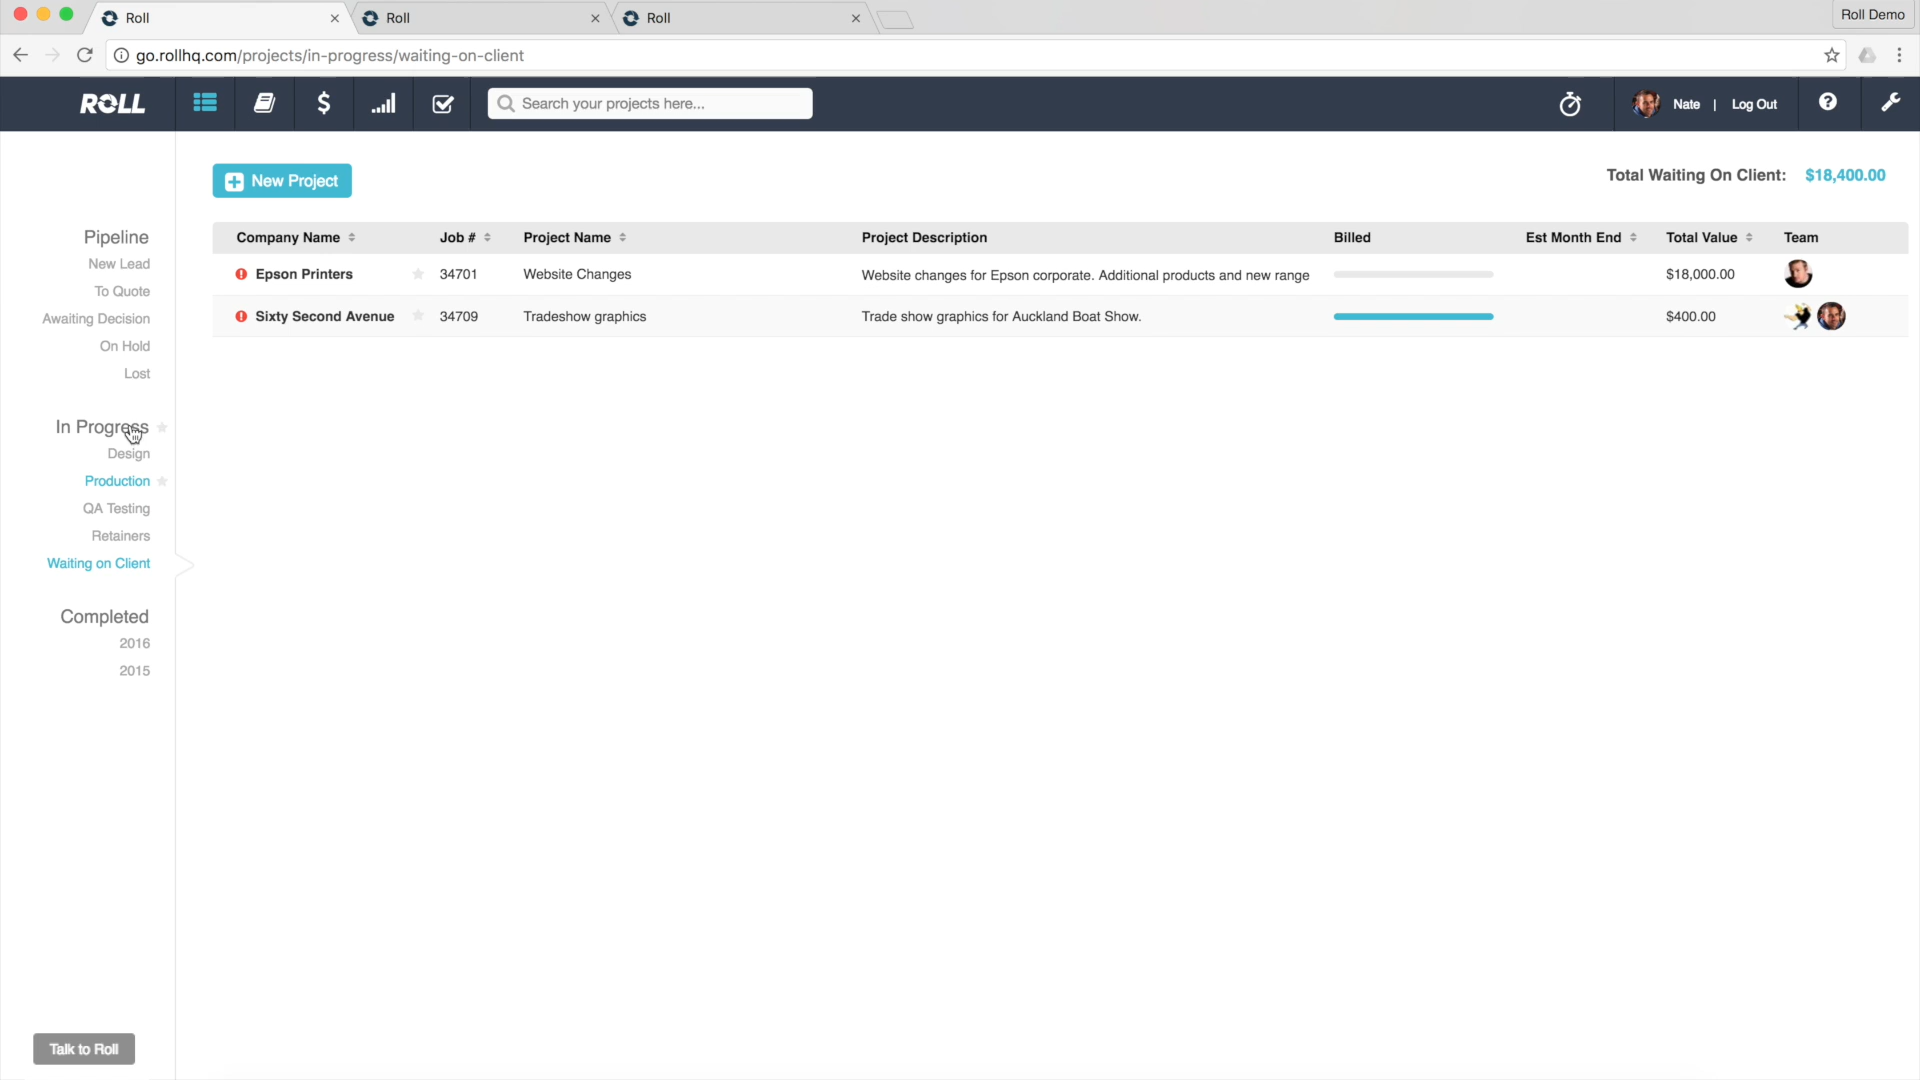 Roll
Roll
Roll
Roll Demo
go.rollhq.com/projects/in-progress/waiting-on-client
ROLL
Search your projects here...
Nate | Log Out
New Project
Total Waiting On Client: $18,400.00
Pipeline
New Lead
To Quote
Awaiting Decision
On Hold
Lost
In Progress
Design
Production
QA Testing
Retainers
Waiting on Client
Completed
2016
2015
Company Name Job # Project Name Project Description Billed Est Month End Total Value Team
Epson Printers 34701 Website Changes Website changes for Epson corporate. Additional products and new range $18,000.00
Sixty Second Avenue 34709 Tradeshow graphics Trade show graphics for Auckland Boat Show. $400.00
Talk to Roll